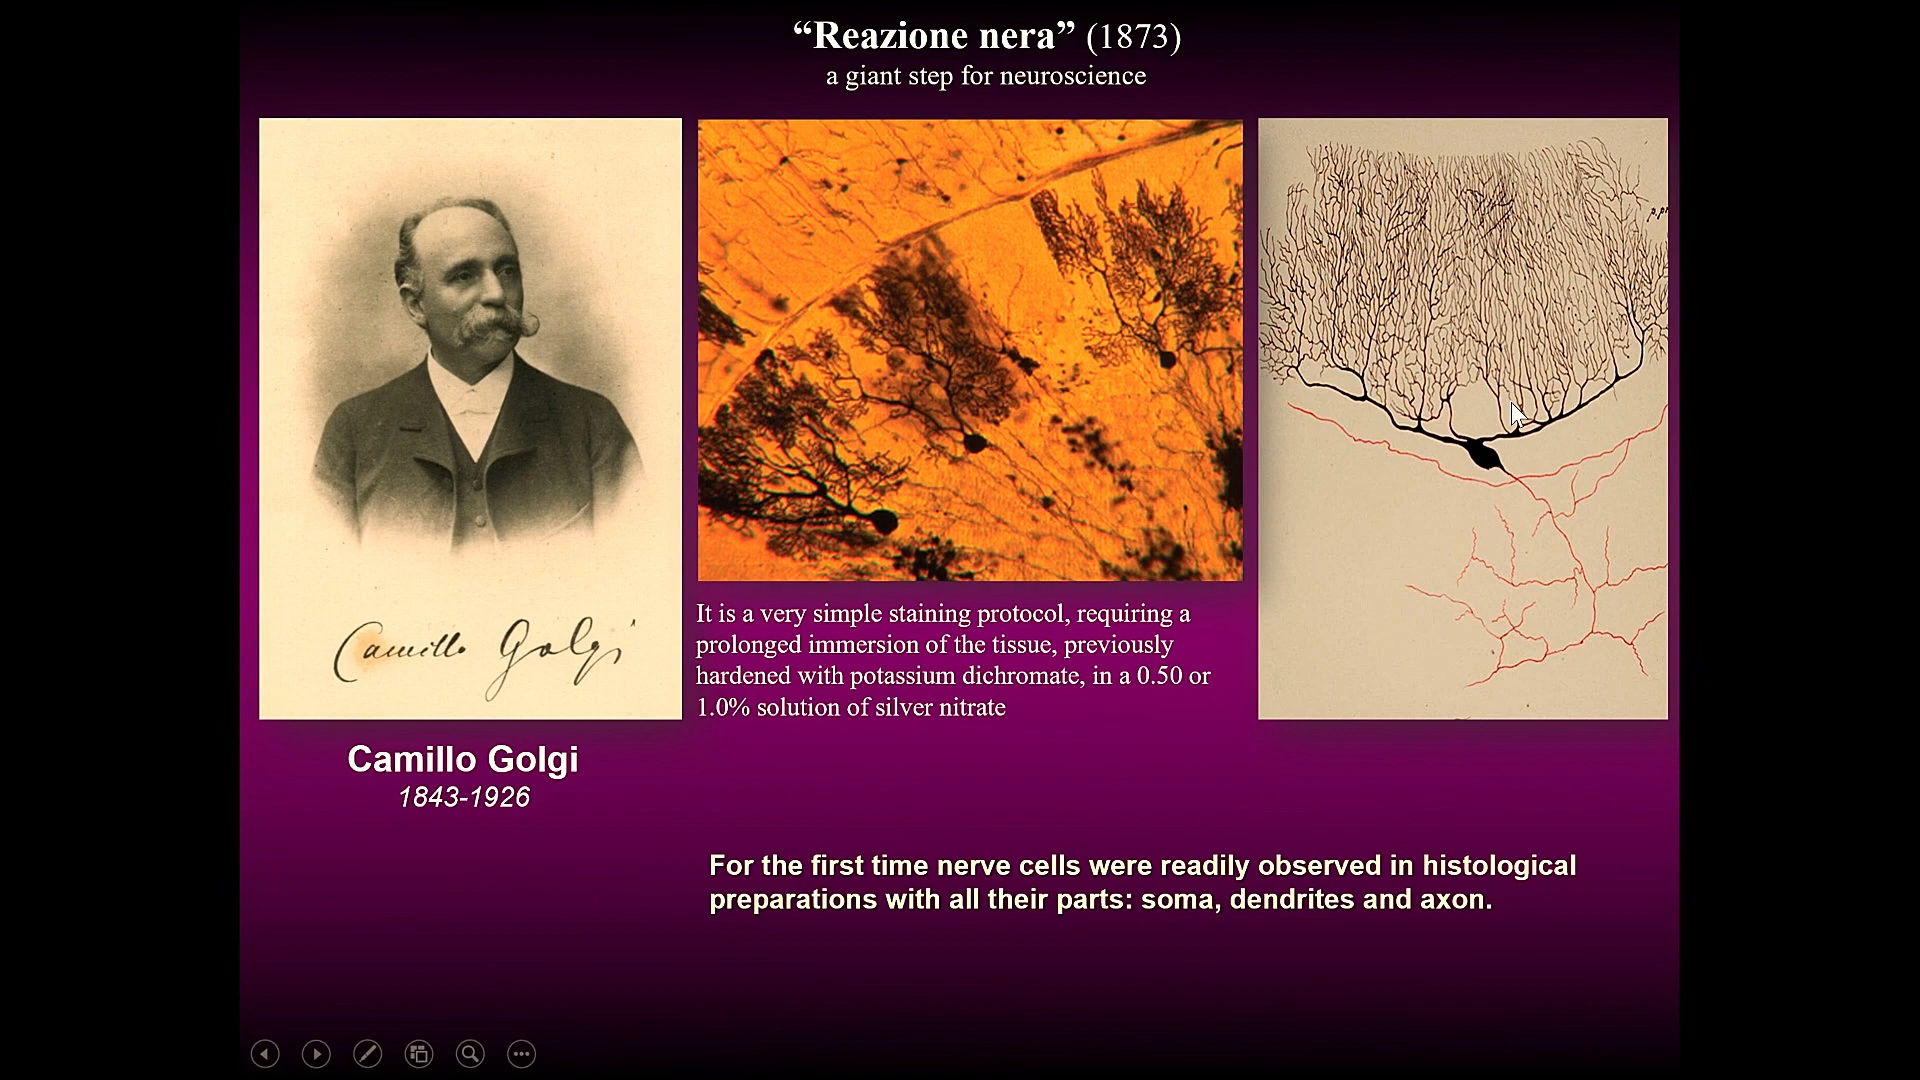 “Reazione nera” (1873)
a giant step for neuroscience
Camillo Golgi
It is a very simple staining protocol, requiring a
prolonged immersion of the tissue, previously
hardened with potassium dichromate, in a 0.50 or
1.0% solution of silver nitrate
Camillo Golgi
1843-1926
For the first time nerve cells were readily observed in histological
preparations with all their parts: soma, dendrites and axon.